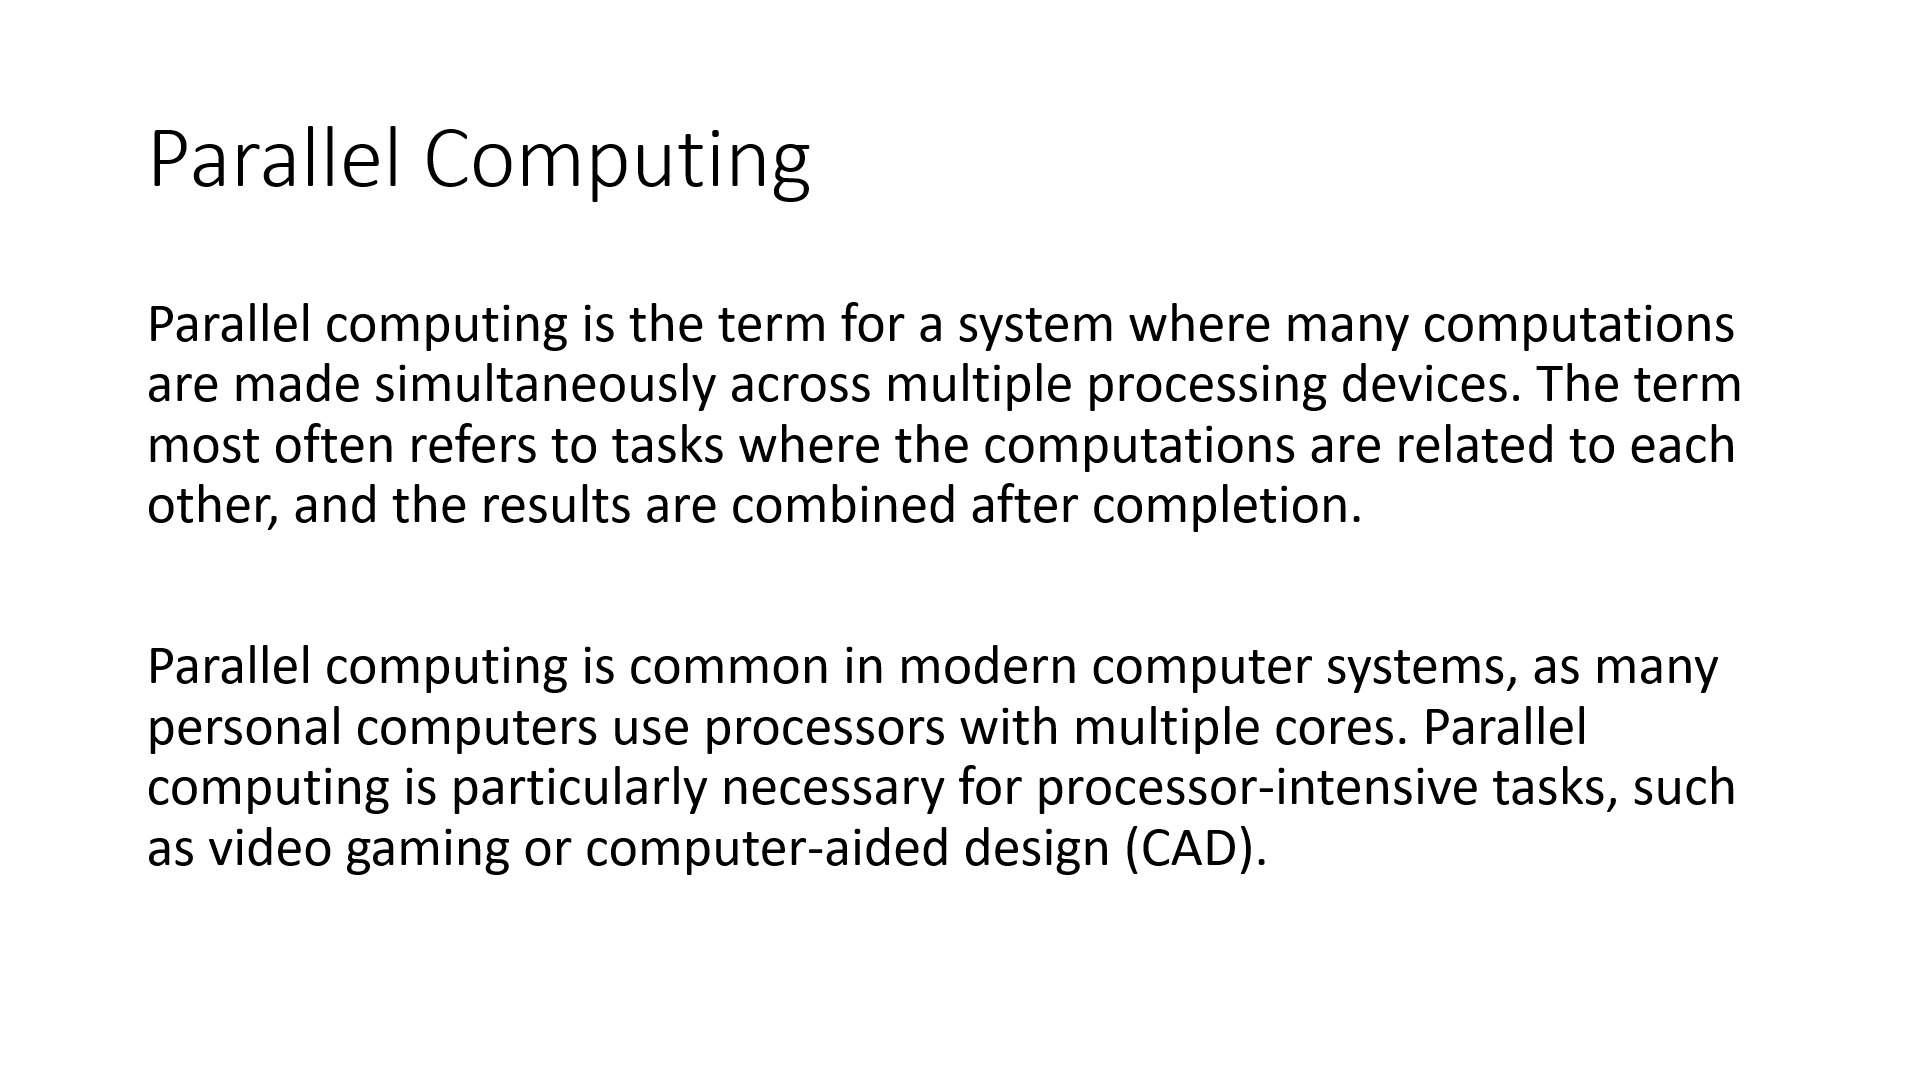 Parallel Computing
Parallel computing is the term for a system where many computations
are made simultaneously across multiple processing devices. The term
most often refers to tasks where the computations are related to each
other, and the results are combined after completion.
Parallel computing is common in modern computer systems, as many
personal computers use processors with multiple cores. Parallel
computing is particularly necessary for processor-intensive tasks, such
as video gaming or computer-aided design (CAD).